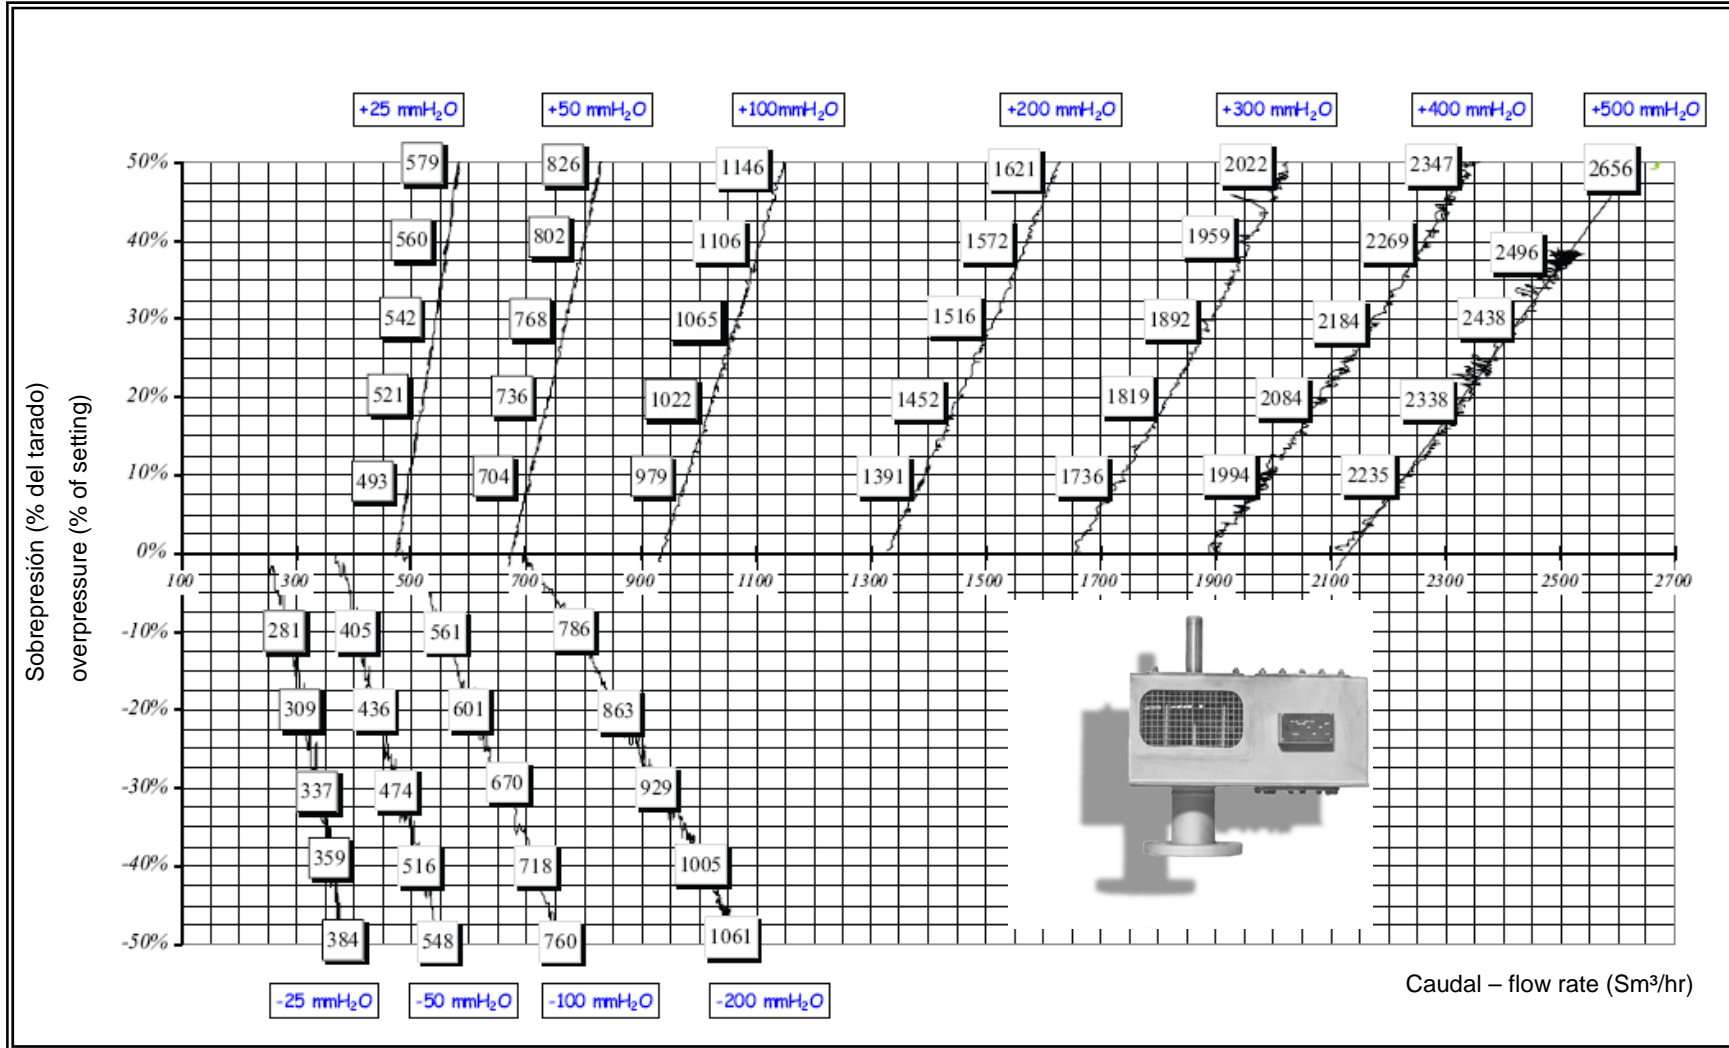 +25 mmH₂O +50 mmH₂O +100mmH₂O +200 mmH₂O +300 mmH₂O +400 mmH₂O +500 mmH₂O
50% 579 826 1146 1621 2022 2347 2656
40% 560 802 1106 1572 1959 2269 2496
30% 542 768 1065 1516 1892 2184 2438
20% 521 736 1022 1452 1819 2084 2338
10% 493 704 979 1391 1736 1994 2235
0%
100 300 500 700 900 1100 1300 1500 1700 1900 2100 2300 2500 2700
-10% 281 405 561 786
-20% 309 436 601 863
-30% 337 474 670 929
-40% 359 516 718 1005
-50% 384 548 760 1061
-25 mmH₂O -50 mmH₂O -100 mmH₂O -200 mmH₂O
Sobrepresión (% del tarado)
overpressure (% of setting)
Caudal – flow rate (Sm³/hr)